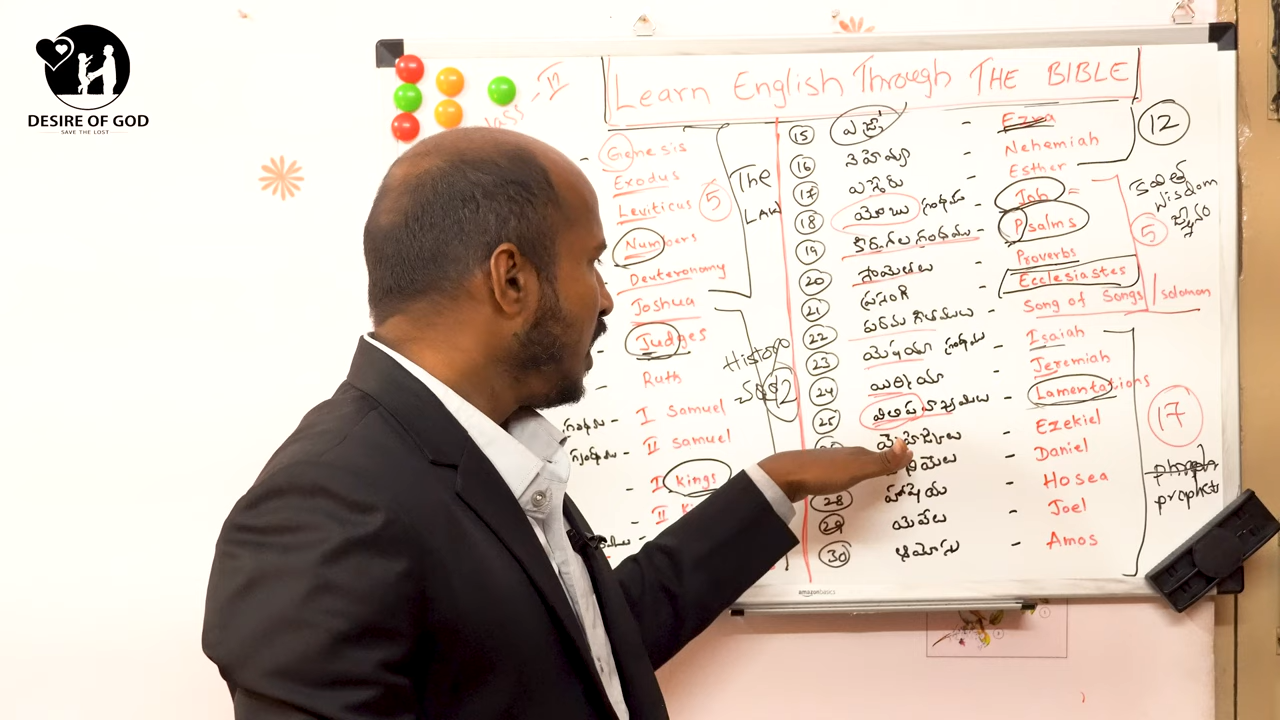 DESIRE OF GOD
SAVE THE LOST
class - II
Learn English Through THE BIBLE
- Genesis
Exodus
Leviticus
5
The
Law
Numbers
Deuteronomy
Joshua
Judges
Ruth
I Samuel
II Samuel
- I Kings
II
15 ఎజ్రా - Ezra
16 నెహెమ్యా - Nehemiah
17 ఎస్తేరు Esther
18 యోబు గ్రంథము - Job
19 కీర్తనల గ్రంథము - Psalms
20 సామెతలు - Proverbs
21 ప్రసంగి - Ecclesiastes
22 పరమ గీతములు - Song of Songs / Solomon
23 యెషయా గ్రంథము - Isaiah
24 యిర్మియా - Jeremiah
25 విలాపవాక్యములు - Lamentations
యెహెజ్కేలు - Ezekiel
- Daniel
28 హోషేయ - Hosea
29 యోవేలు - Joel
30 ఆమోసు - Amos
12
Wisdom
5
17
prophets
amazonbasics